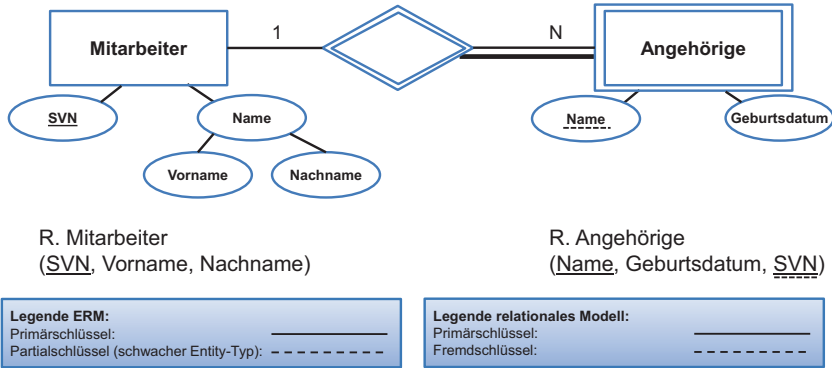 Mitarbeiter 1 N Angehörige
SVN Name Name Geburtsdatum
Vorname Nachname
R. Mitarbeiter
(SVN, Vorname, Nachname)
R. Angehörige
(Name, Geburtsdatum, SVN)
Legende ERM:
Primärschlüssel:
Partialschlüssel (schwacher Entity-Typ):
Legende relationales Modell:
Primärschlüssel:
Fremdschlüssel: